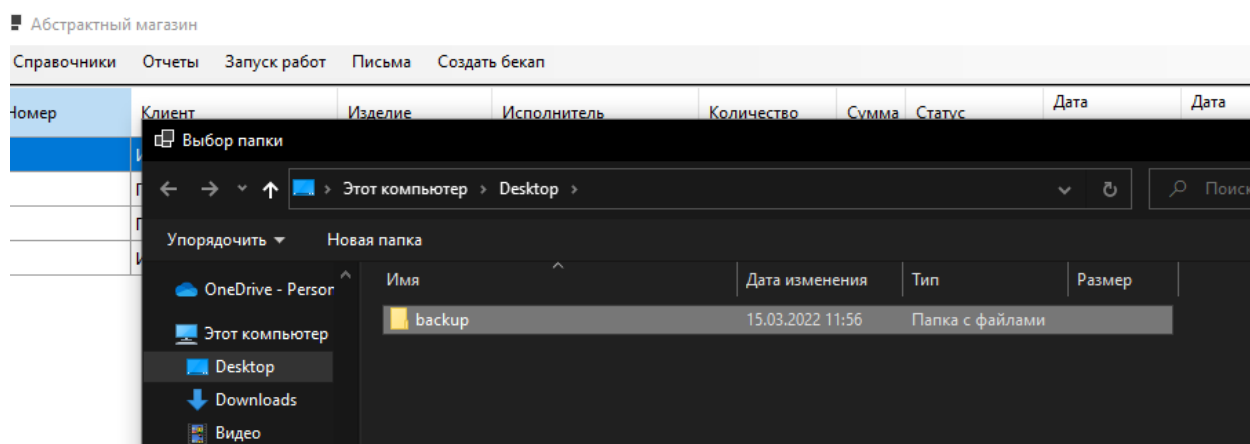 Абстрактный магазин
Справочники Отчеты Запуск работ Письма Создать бекап
Номер Клиент Изделие Исполнитель Количество Сумма Статус Дата Дата
Выбор папки
Этот компьютер Desktop
Упорядочить Новая папка
Имя Дата изменения Тип Размер
OneDrive - Person
backup 15.03.2022 11:56 Папка с файлами
Этот компьютер
Desktop
Downloads
Видео